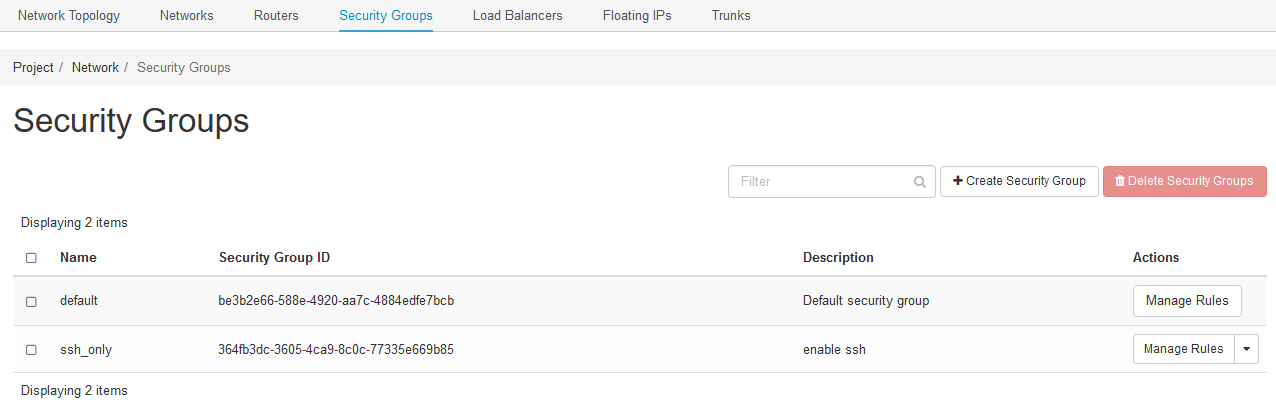 Network Topology Networks Routers Security Groups Load Balancers Floating IPs Trunks
Project / Network / Security Groups
Security Groups
Filter Create Security Group Delete Security Groups
Displaying 2 items
Name Security Group ID Description Actions
default be3b2e66-588e-4920-aa7c-4884edfe7bcb Default security group Manage Rules
ssh_only 364fb3dc-3605-4ca9-8c0c-77335e669b85 enable ssh Manage Rules
Displaying 2 items